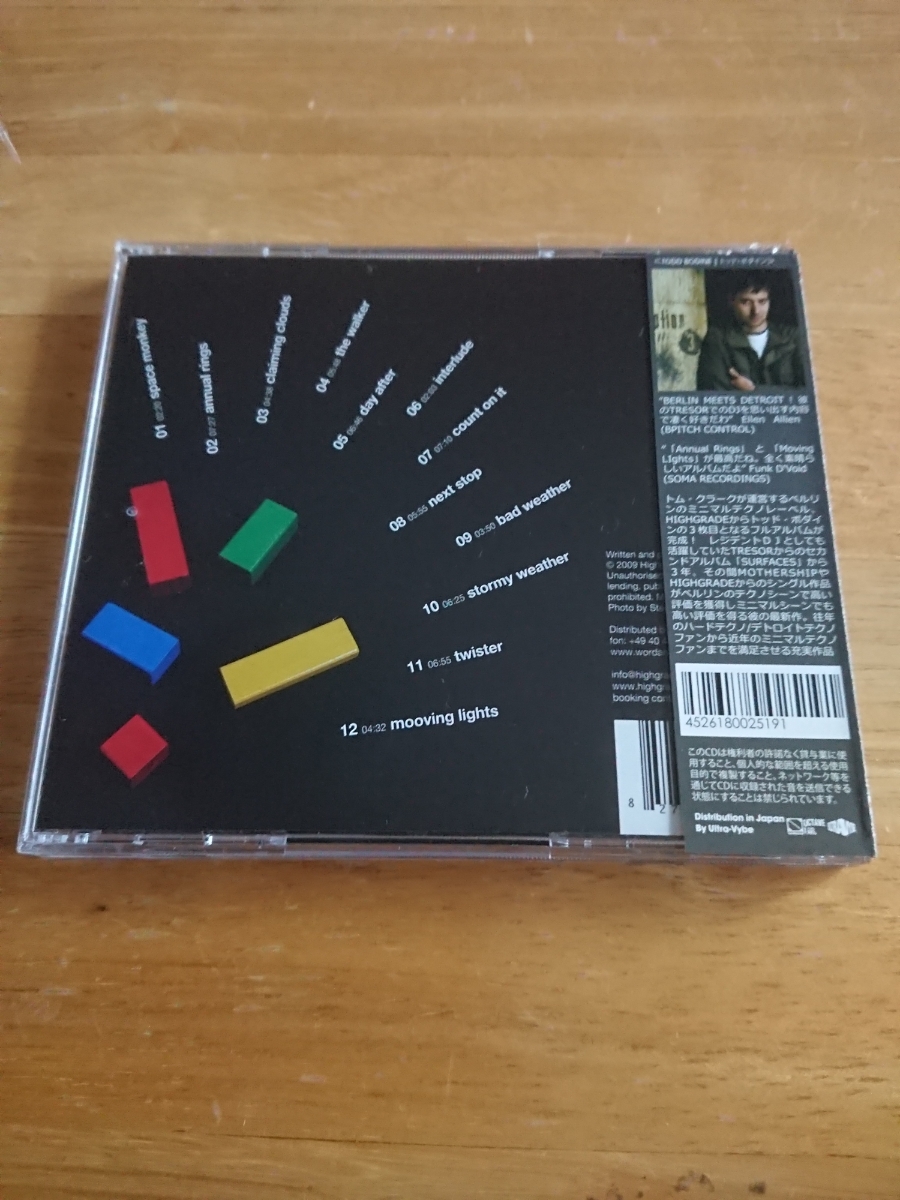 01 space monkey
02 07:27 annual rings
03 claiming clouds
04 the walker
05 day after
06 interlude
07 07:10 count on it
08 05:55 next stop
09 03:50 bad weather
10 06:25 stormy weather
11 06:55 twister
12 04:32 mooving lights
Written and
© 2009 Hig
Unauthorise
lending, pub
prohibited.
Photo by
Distributed
fon: +49 40
www.worda
info@highgra
www.highgra
booking con
8
TODD BODINE | トッド・ボダイン
"BERLIN MEETS DETROIT ! 彼
のTRESORでのDJを思い出す内容
で凄く好きだわ" Ellen Allien
(BPITCH CONTROL)
"「Annual Rings」 と 「Moving
Lights」が最高だね。全く素晴ら
しいアルバムだよ" Funk D'Void
(SOMA RECORDINGS)
トム・クラークが運営するベルリ
ンのミニマルテクノレーベル、
HIGHGRADEからトッド・ボダイ
ンの3枚目となるフルアルバムが
完成！ レジデントDJとしても
活躍していたTRESORからのセカ
ンドアルバム「SURFACES」から
3年。その間MOTHERSHIPや
HIGHGRADEからのシングル作品
がベルリンのテクノシーンで高い
評価を獲得しミニマルシーンでも
高い評価を得る彼の最新作。往年
のハードテクノ/デトロイトテクノ
ファンから近年のミニマルテクノ
ファンまでを満足させる充実作品
4526180025191
このCDは権利者の許諾なく賃与業に使
用すること、個人的な範囲を超える使用
目的で複製すること、ネットワーク等を
通じてCDに収録された音を送信できる
状態にすることは禁じられています。
Distribution in Japan
By Ultra-Vybe
OCTAVE